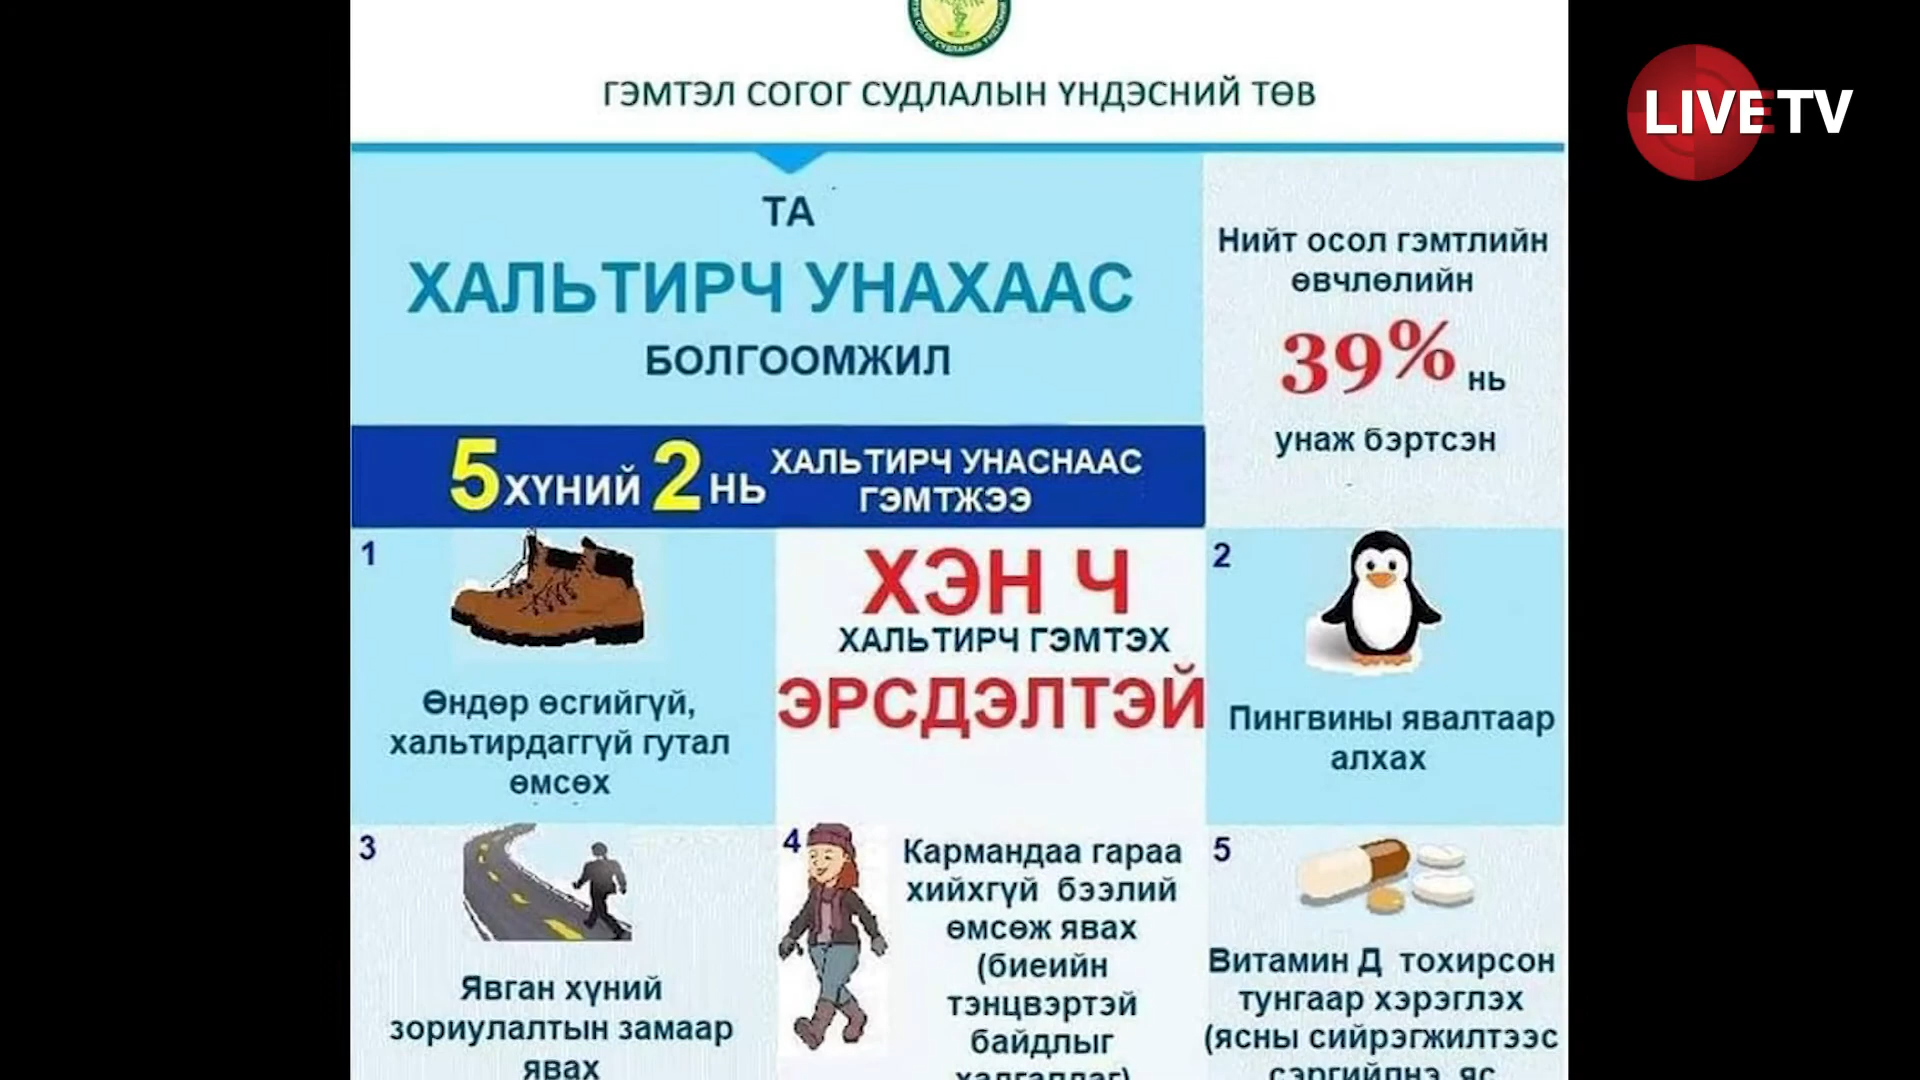 СОГОГ СУДЛАЛЫН ҮНДЭСНИЙ
ГЭМТЭЛ СОГОГ СУДЛАЛЫН ҮНДЭСНИЙ ТӨВ
LIVE TV
ТА
ХАЛЬТИРЧ УНАХААС
БОЛГООМЖИЛ
Нийт осол гэмтлийн
өвчлөлийн
39% нь
унаж бэртсэн
5 ХҮНИЙ 2 НЬ ХАЛЬТИРЧ УНАСНААС
ГЭМТЖЭЭ
1
Өндөр өсгийгүй,
хальтирдаггүй гутал
өмсөх
ХЭН Ч
ХАЛЬТИРЧ ГЭМТЭХ
ЭРСДЭЛТЭЙ
2
Пингвины явалтаар
алхах
3
Явган хүний
зориулалтын замаар
явах
4
Кармандаа гараа
хийхгүй бээлий
өмсөж явах
(биеийн
тэнцвэртэй
байдлыг
5
Витамин Д тохирсон
тунгаар хэрэглэх
(ясны сийрэгжилтээс